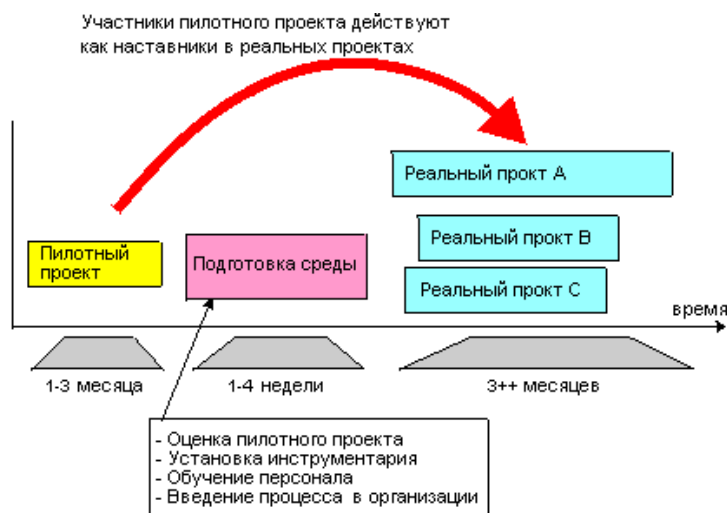 Участники пилотного проекта действуют
как наставники в реальных проектах
Реальный прокт А
Пилотный
проект
Подготовка среды
Реальный прокт В
Реальный прокт С
время
1-3 месяца
1-4 недели
3++ месяцев
- Оценка пилотного проекта
- Установка инструментария
- Обучение персонала
- Введение процесса в организации